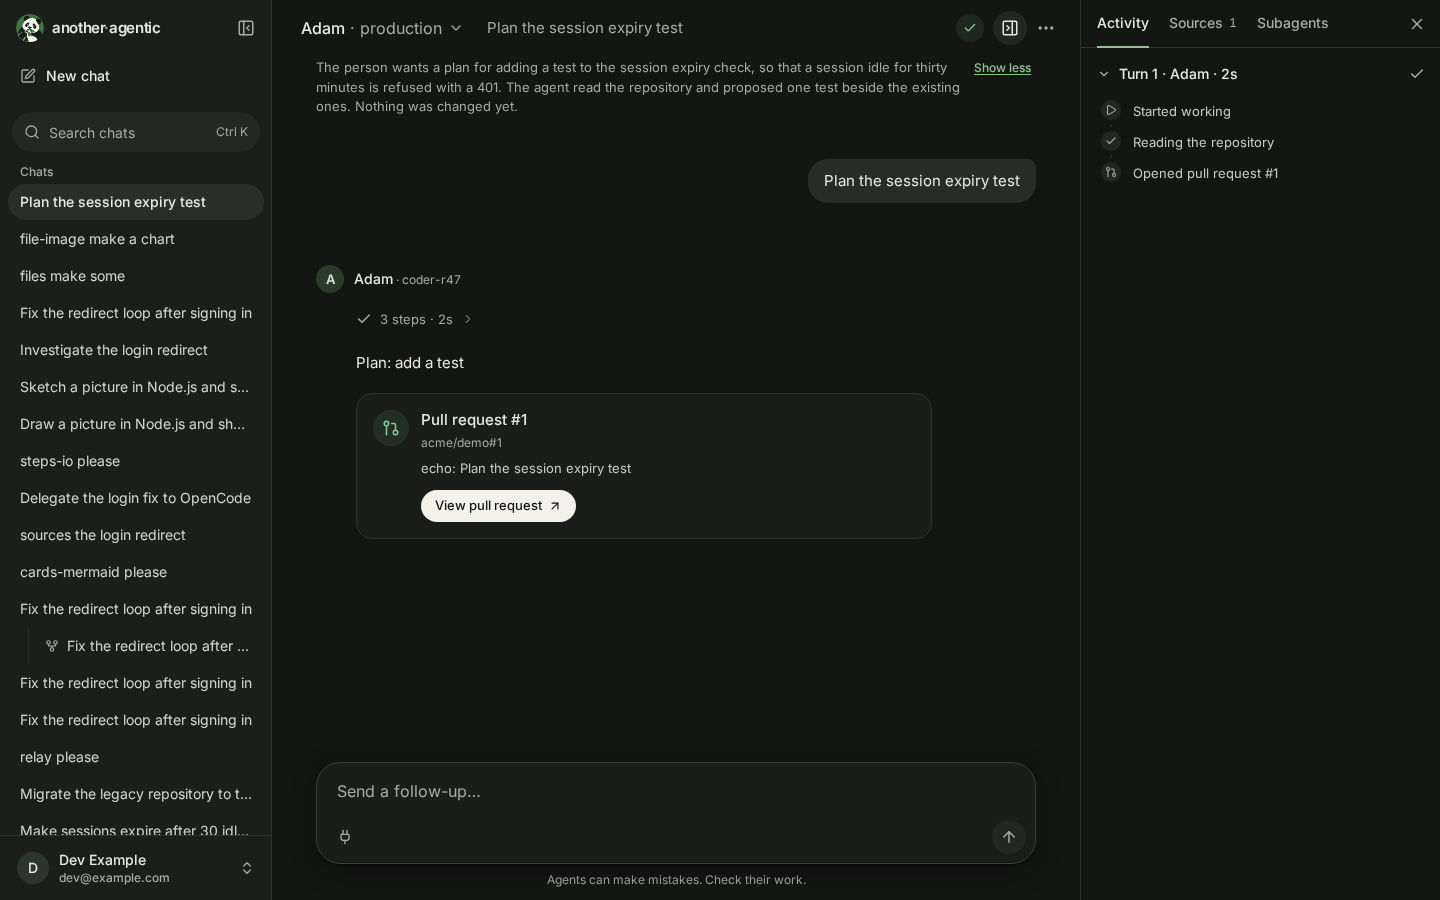 another·agentic
New chat
Search chats Ctrl K
Chats
Plan the session expiry test
file-image make a chart
files make some
Fix the redirect loop after signing in
Investigate the login redirect
Sketch a picture in Node.js and s...
Draw a picture in Node.js and sh...
steps-io please
Delegate the login fix to OpenCode
sources the login redirect
cards-mermaid please
Fix the redirect loop after signing in
Fix the redirect loop after ...
Fix the redirect loop after signing in
Fix the redirect loop after signing in
relay please
Migrate the legacy repository to t...
Make sessions expire after 30 idl...
D
Dev Example
dev@example.com
Adam · production
Plan the session expiry test
The person wants a plan for adding a test to the session expiry check, so that a session idle for thirty
minutes is refused with a 401. The agent read the repository and proposed one test beside the existing
ones. Nothing was changed yet.
Show less
Plan the session expiry test
A
Adam · coder-r47
3 steps · 2s
Plan: add a test
Pull request #1
acme/demo#1
echo: Plan the session expiry test
View pull request
Send a follow-up...
Agents can make mistakes. Check their work.
Activity Sources 1 Subagents
Turn 1 · Adam · 2s
Started working
Reading the repository
Opened pull request #1